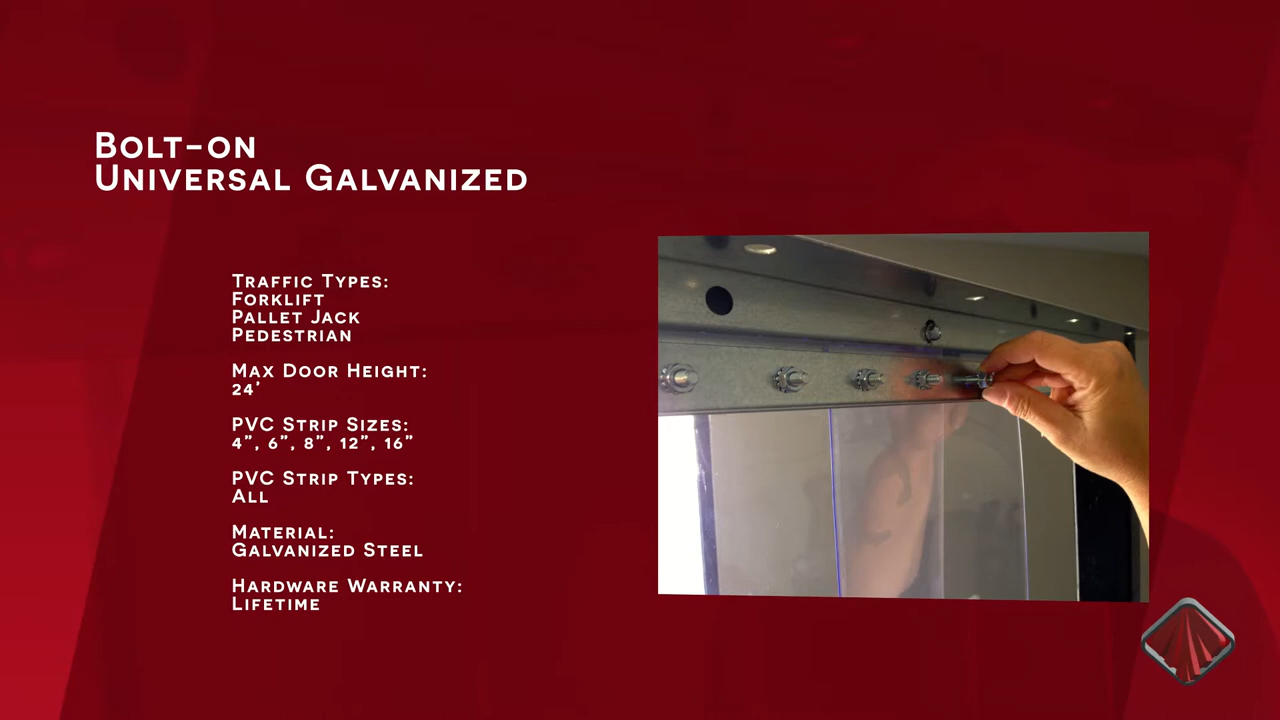 Bolt-on
Universal Galvanized
Traffic Types:
Forklift
Pallet Jack
Pedestrian
Max Door Height:
24’
PVC Strip Sizes:
4”, 6”, 8”, 12”, 16”
PVC Strip Types:
All
Material:
Galvanized Steel
Hardware Warranty:
Lifetime